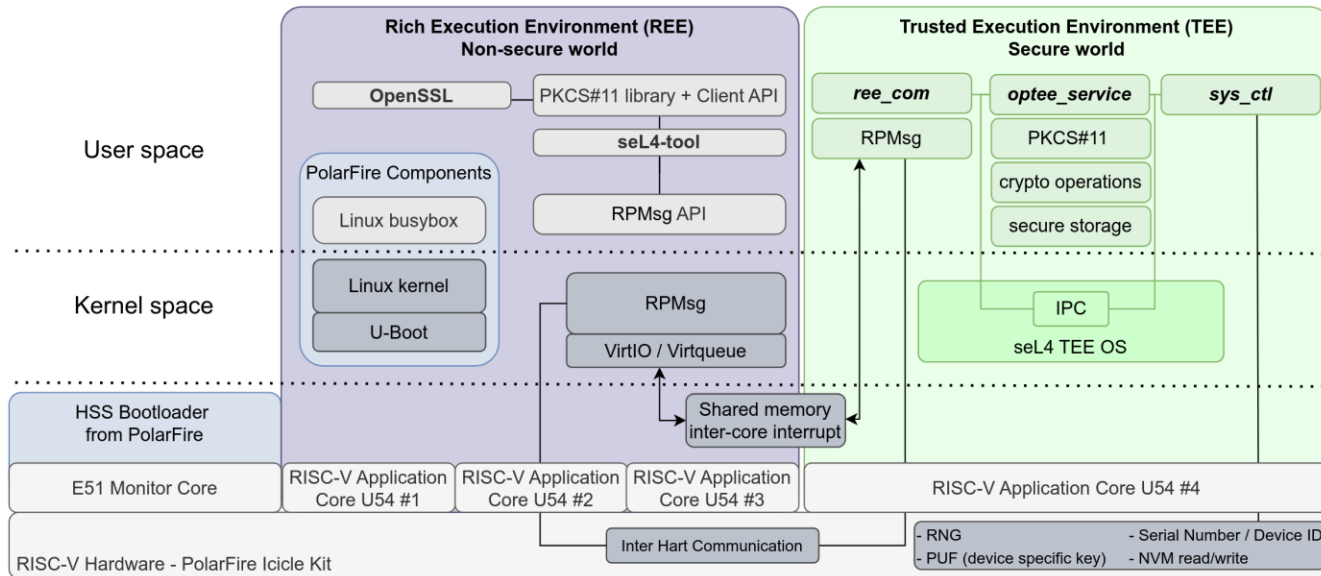 Rich Execution Environment (REE)
Non-secure world
Trusted Execution Environment (TEE)
Secure world
User space
OpenSSL
PKCS#11 library + Client API
seL4-tool
RPMsg API
PolarFire Components
Linux busybox
ree_com
RPMsg
optee_service
PKCS#11
crypto operations
secure storage
sys_ctl
Kernel space
Linux kernel
U-Boot
RPMsg
VirtIO / Virtqueue
IPC
seL4 TEE OS
Shared memory
inter-core interrupt
HSS Bootloader
from PolarFire
E51 Monitor Core
RISC-V Application
Core U54 #1
RISC-V Application
Core U54 #2
RISC-V Application
Core U54 #3
RISC-V Application Core U54 #4
Inter Hart Communication
- RNG
- PUF (device specific key)
- Serial Number / Device ID
- NVM read/write
RISC-V Hardware - PolarFire Icicle Kit